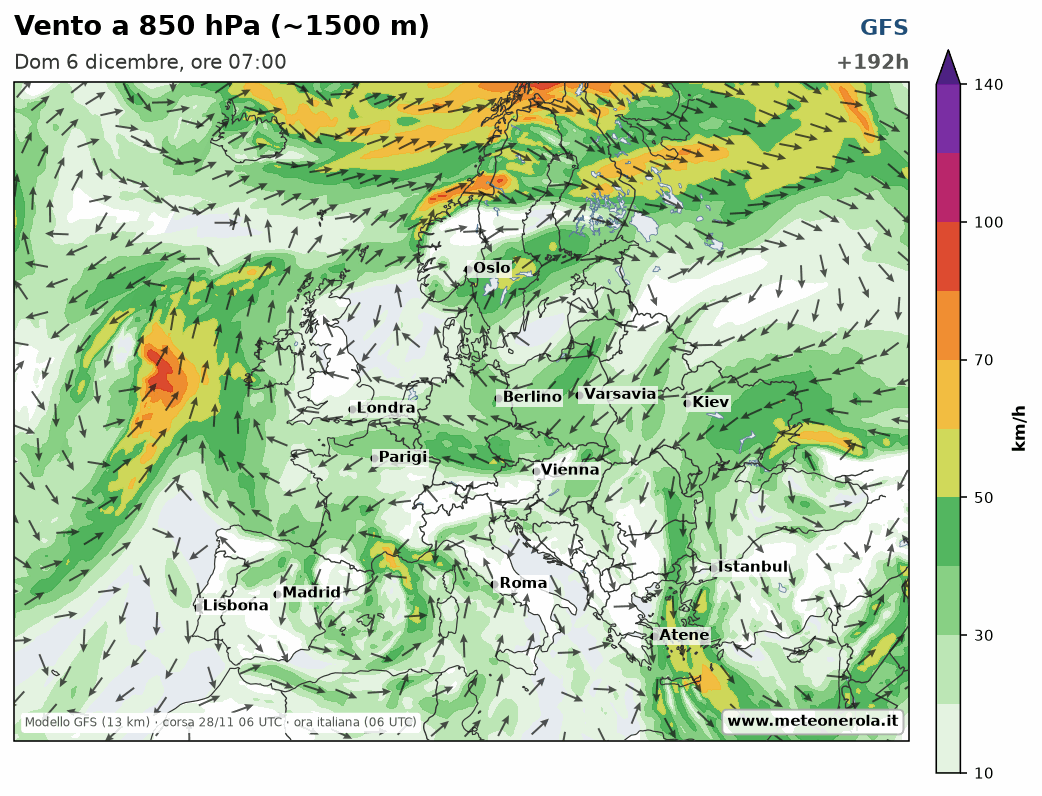 Vento a 850 hPa (~1500 m)
GFS
Dom 6 dicembre, ore 07:00
+192h
140
100
70
50
30
10
km/h
Oslo
Berlino
Varsavia
Kiev
Londra
Parigi
Vienna
Istanbul
Roma
Madrid
Lisbona
Atene
Modello GFS (13 km) · corsa 28/11 06 UTC · ora italiana (06 UTC)
www.meteonerola.it